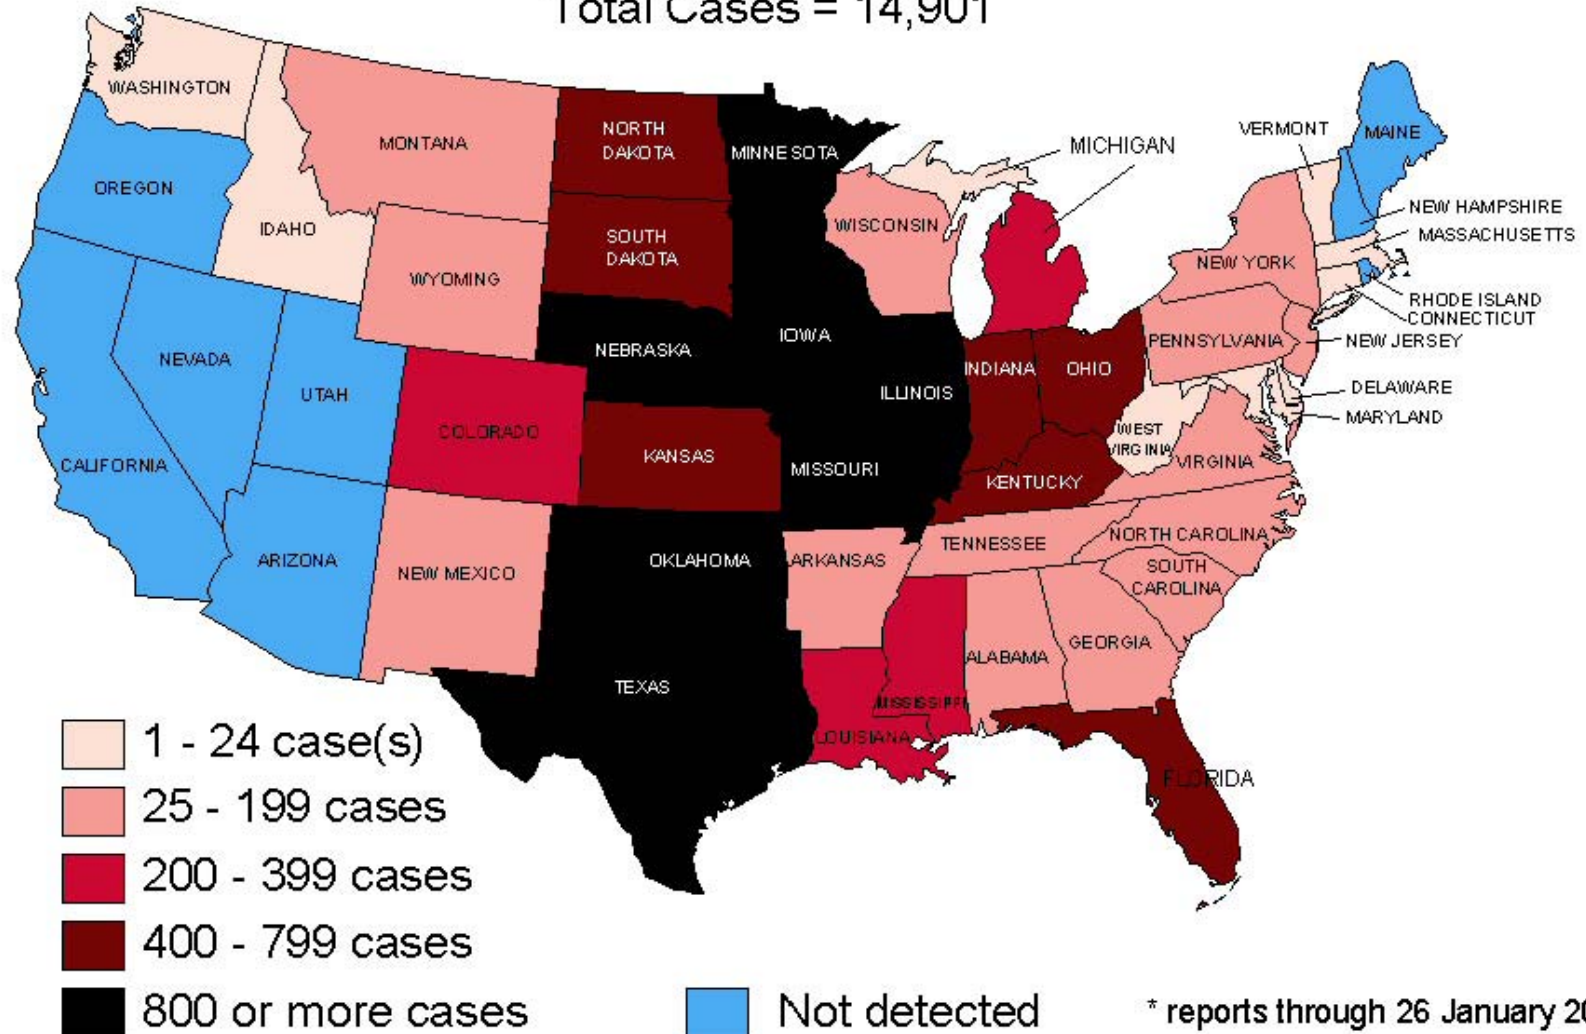 Total Cases = 14,901
WASHINGTON
MONTANA
NORTH
DAKOTA
MINNESOTA
MICHIGAN
VERMONT
MAINE
OREGON
IDAHO
WISCONSIN
NEW HAMPSHIRE
MASSACHUSETTS
WYOMING
SOUTH
DAKOTA
NEW YORK
RHODE ISLAND
CONNECTICUT
NEVADA
NEBRASKA
IOWA
PENNSYLVANIA
NEW JERSEY
UTAH
ILLINOIS
INDIANA
OHIO
DELAWARE
MARYLAND
COLORADO
WEST
VIRGINIA
CALIFORNIA
KANSAS
MISSOURI
KENTUCKY
VIRGINIA
ARIZONA
NEW MEXICO
OKLAHOMA
ARKANSAS
TENNESSEE
NORTH CAROLINA
SOUTH
CAROLINA
TEXAS
MISSISSIPPI
ALABAMA
GEORGIA
LOUISIANA
FLORIDA
1 - 24 case(s)
25 - 199 cases
200 - 399 cases
400 - 799 cases
800 or more cases
Not detected
* reports through 26 January